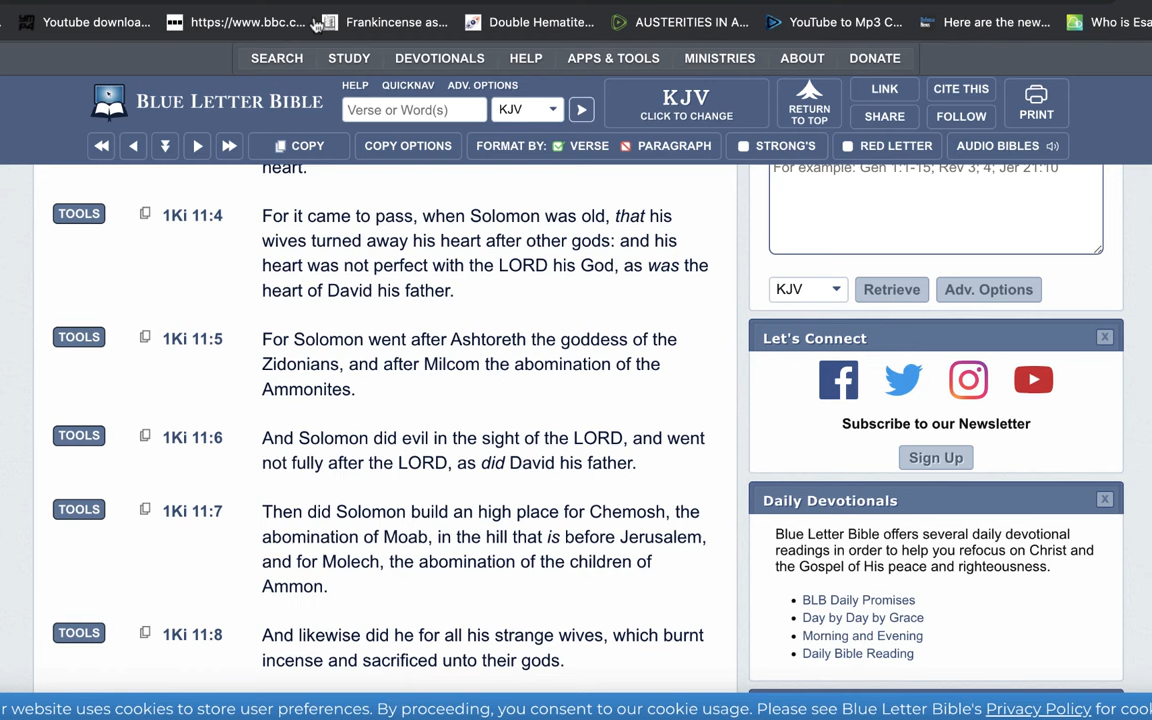 Youtube downloa...
https://www.bbc.c...
Frankincense as...
Double Hematite...
AUSTERITIES IN A...
YouTube to Mp3 C...
Here are the new...
Who is Esa
SEARCH
STUDY
DEVOTIONALS
HELP
APPS & TOOLS
MINISTRIES
ABOUT
DONATE
BLUE LETTER BIBLE
HELP
QUICKNAV
ADV. OPTIONS
Verse or Word(s)
KJV
KJV
CLICK TO CHANGE
RETURN
TO TOP
LINK
CITE THIS
SHARE
FOLLOW
PRINT
COPY
COPY OPTIONS
FORMAT BY:
VERSE
PARAGRAPH
STRONG'S
RED LETTER
AUDIO BIBLES
heart.
TOOLS
1Ki 11:4
For it came to pass, when Solomon was old, that his
wives turned away his heart after other gods: and his
heart was not perfect with the LORD his God, as was the
heart of David his father.
TOOLS
1Ki 11:5
For Solomon went after Ashtoreth the goddess of the
Zidonians, and after Milcom the abomination of the
Ammonites.
TOOLS
1Ki 11:6
And Solomon did evil in the sight of the LORD, and went
not fully after the LORD, as did David his father.
TOOLS
1Ki 11:7
Then did Solomon build an high place for Chemosh, the
abomination of Moab, in the hill that is before Jerusalem,
and for Molech, the abomination of the children of
Ammon.
TOOLS
1Ki 11:8
And likewise did he for all his strange wives, which burnt
incense and sacrificed unto their gods.
For example: Gen 1:1-15; Rev 3; 4; Jer 21:10
KJV
Retrieve
Adv. Options
Let's Connect
X
Subscribe to our Newsletter
Sign Up
Daily Devotionals
X
Blue Letter Bible offers several daily devotional
readings in order to help you refocus on Christ and
the Gospel of His peace and righteousness.
• BLB Daily Promises
• Day by Day by Grace
• Morning and Evening
• Daily Bible Reading
r website uses cookies to store user preferences. By proceeding, you consent to our cookie usage. Please see Blue Letter Bible's Privacy Policy for cook